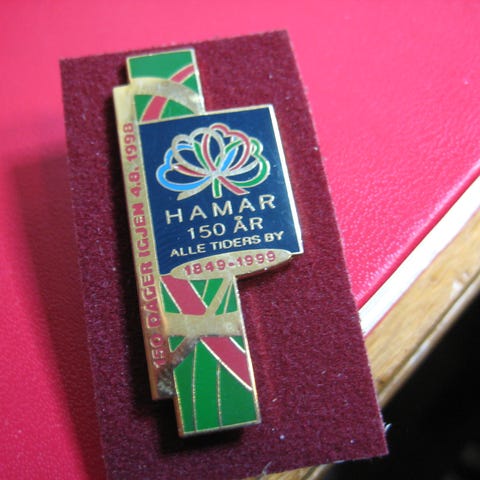 150 DAGER IGJEN 4.8.1998
HAMAR
150 ÅR
ALLE TIDERS BY
1849-1999